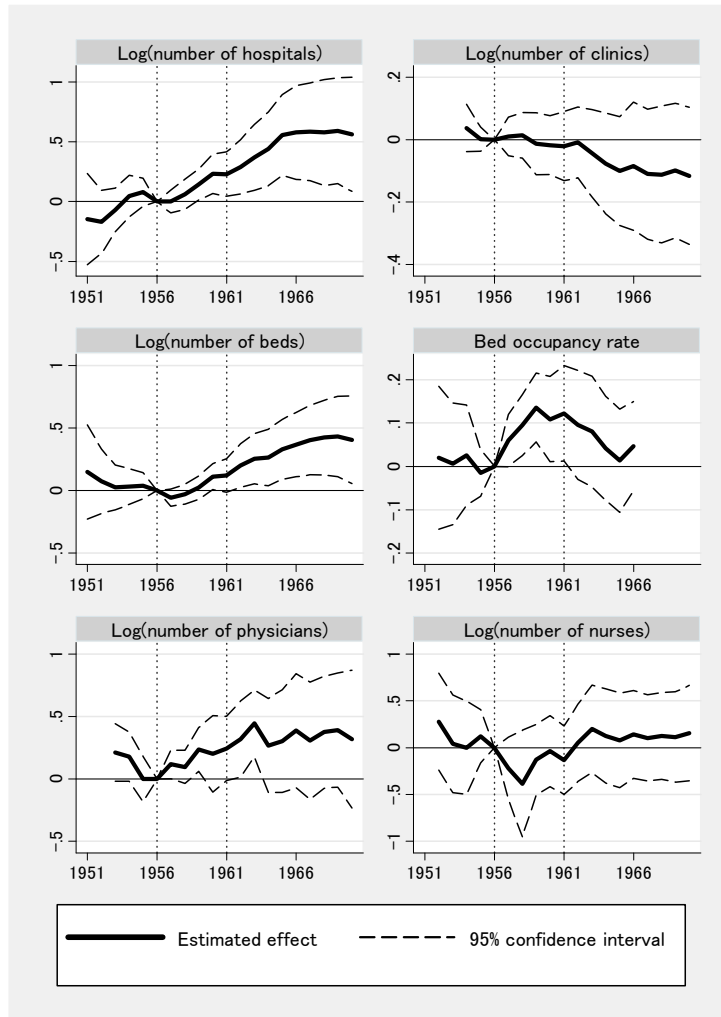 Log(number of hospitals)
Log(number of clinics)
1
.5
0
-.5
1951 1956 1961 1966
.2
0
-.2
-.4
1951 1956 1961 1966
Log(number of beds)
Bed occupancy rate
1
.5
0
-.5
1951 1956 1961 1966
.2
.1
0
-.1
-.2
1951 1956 1961 1966
Log(number of physicians)
Log(number of nurses)
1
.5
0
-.5
1951 1956 1961 1966
1
.5
0
-.5
-1
1951 1956 1961 1966
Estimated effect 95% confidence interval